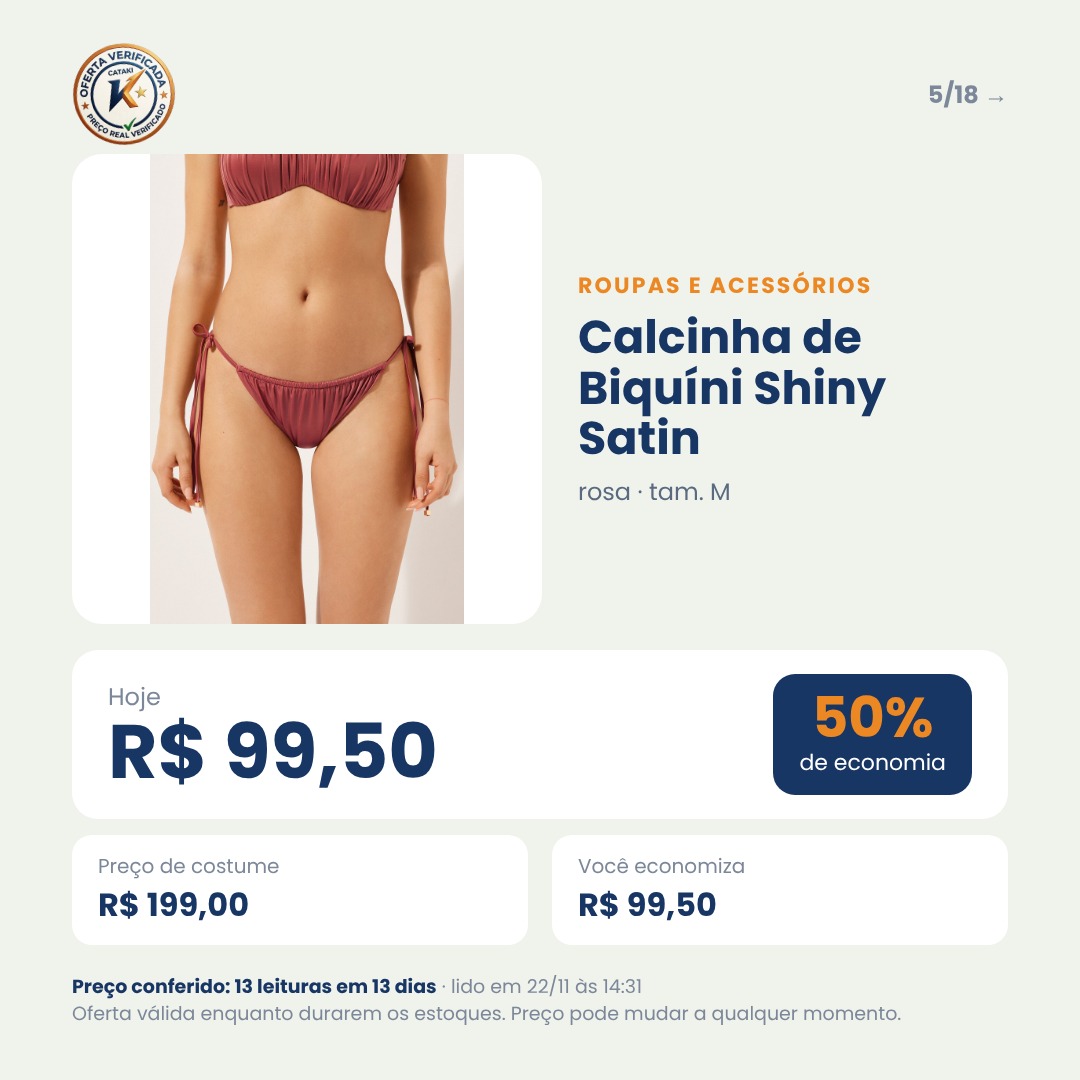 OFERTA VERIFICADA
CATAKI
K
PREÇO REAL VERIFICADO
5/18 →
ROUPAS E ACESSÓRIOS
Calcinha de
Biquíni Shiny
Satin
rosa · tam. M
Hoje
R$ 99,50
50%
de economia
Preço de costume
R$ 199,00
Você economiza
R$ 99,50
Preço conferido: 13 leituras em 13 dias · lido em 22/11 às 14:31
Oferta válida enquanto durarem os estoques. Preço pode mudar a qualquer momento.